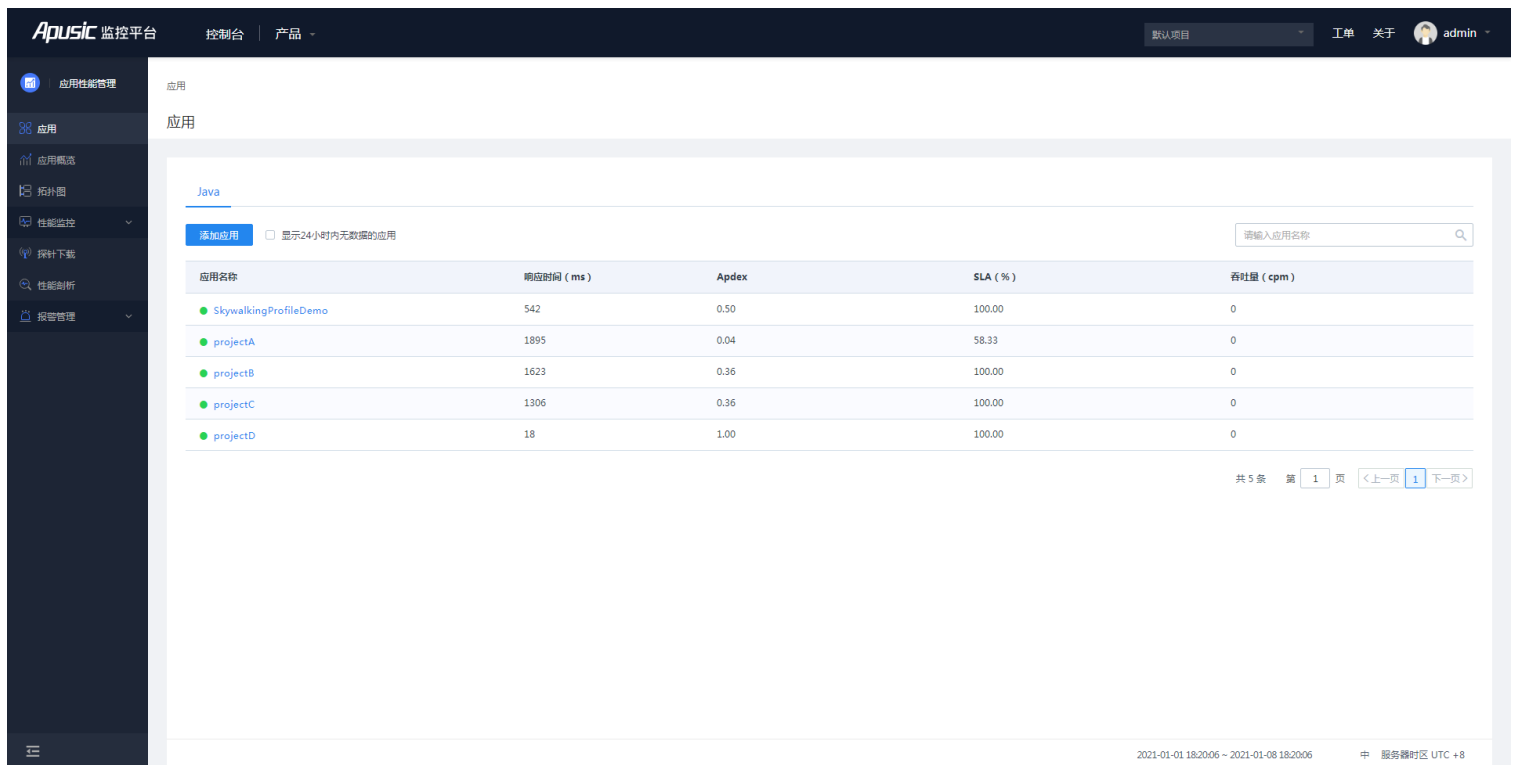 Apusic 监控平台 控制台 产品 默认项目 工单 关于 admin
应用性能管理
应用
应用概览
拓扑图
性能监控
探针下载
性能剖析
报警管理
应用
应用
Java
添加应用 显示24小时内无数据的应用 请输入应用名称
应用名称 响应时间 ( ms ) Apdex SLA ( % ) 吞吐量 ( cpm )
SkywalkingProfileDemo 542 0.50 100.00 0
projectA 1895 0.04 58.33 0
projectB 1623 0.36 100.00 0
projectC 1306 0.36 100.00 0
projectD 18 1.00 100.00 0
共 5 条 第 1 页 <上一页 1 下一页>
2021-01-01 18:20:06 ~ 2021-01-08 18:20:06 中 服务器时区 UTC +8